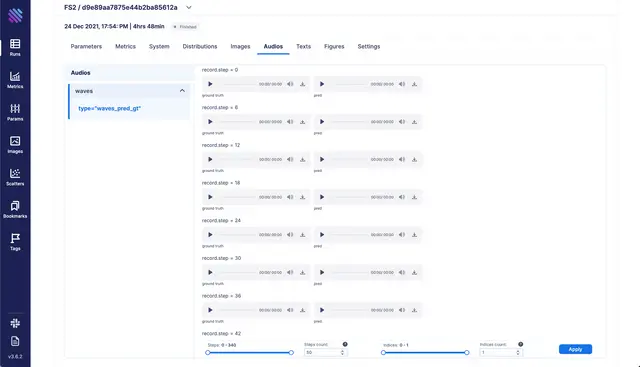 FS2 / d9e89aa7875e44b2ba85612a
24 Dec 2021, 17:54: PM | 4hrs 48min Finished
Parameters Metrics System Distributions Images Audios Texts Figures Settings
Runs
Metrics
Params
Images
Scatters
Bookmarks
Tags
v3.6.2
Audios
waves
type="waves_pred_gt"
record.step = 0
00:00/ 00:00 00:00/ 00:00
ground truth pred
record.step = 6
00:00/ 00:00 00:00/ 00:00
ground truth pred
record.step = 12
00:00/ 00:00 00:00/ 00:00
ground truth pred
record.step = 18
00:00/ 00:00 00:00/ 00:00
ground truth pred
record.step = 24
00:00/ 00:00 00:00/ 00:00
ground truth pred
record.step = 30
00:00/ 00:00 00:00/ 00:00
ground truth pred
record.step = 36
00:00/ 00:00 00:00/ 00:00
ground truth pred
record.step = 42
Steps: 0 - 343 Steps count: Indices: 0 - 1 Indices count:
50 1 Apply